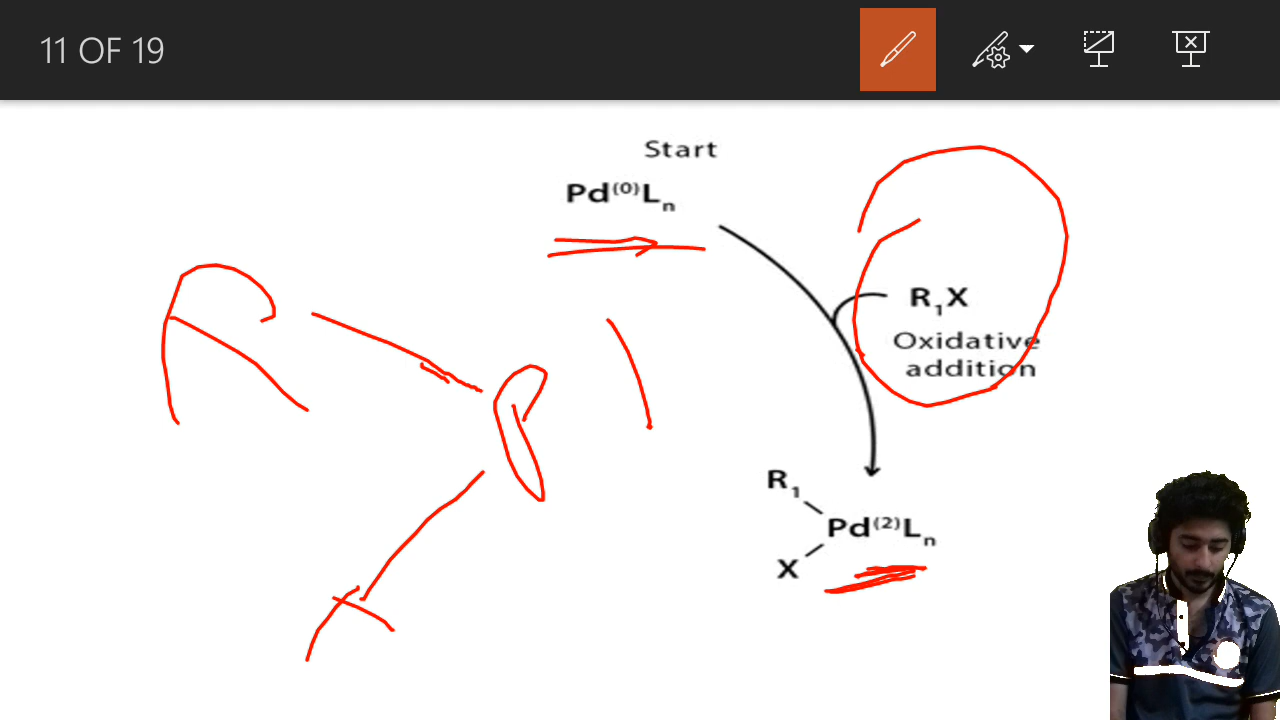 11 OF 19
Start
Pd⁽⁰⁾Lₙ
R₁X
Oxidative
addition
R
R₁
Pd⁽²⁾Lₙ
X
X